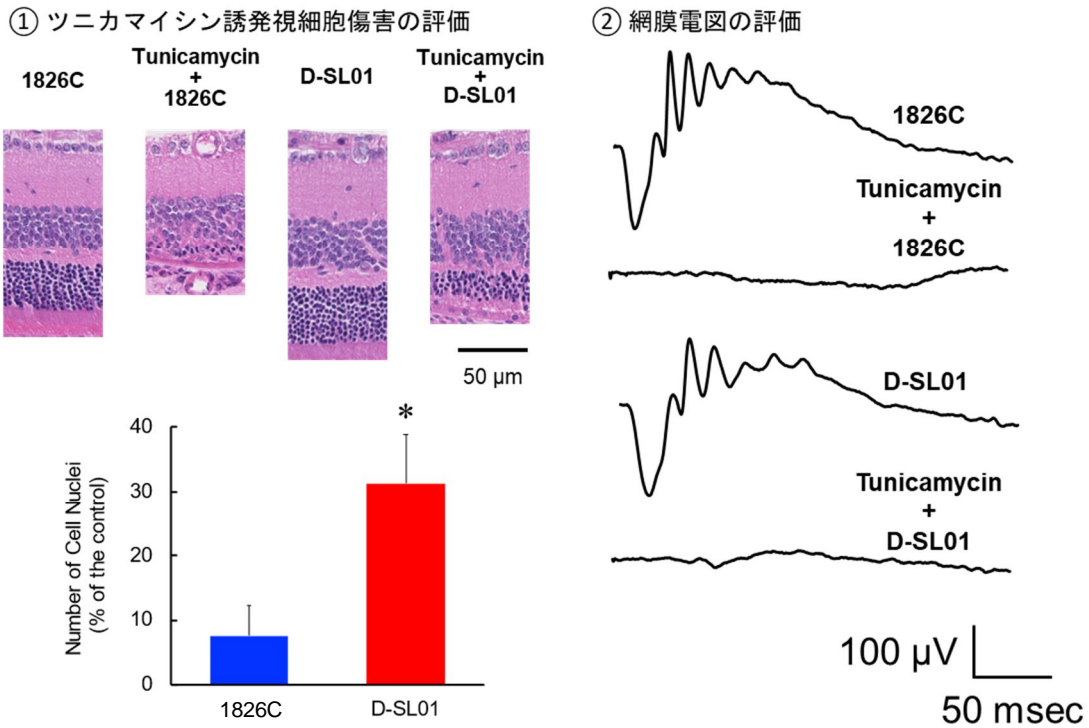 ① ツニカマイシン誘発視細胞傷害の評価
1826C
Tunicamycin
+
1826C
D-SL01
Tunicamycin
+
D-SL01
50 μm
Number of Cell Nuclei
(% of the control)
40
30
20
10
0
*
1826C
D-SL01
② 網膜電図の評価
1826C
Tunicamycin
+
1826C
D-SL01
Tunicamycin
+
D-SL01
100 μV
50 msec